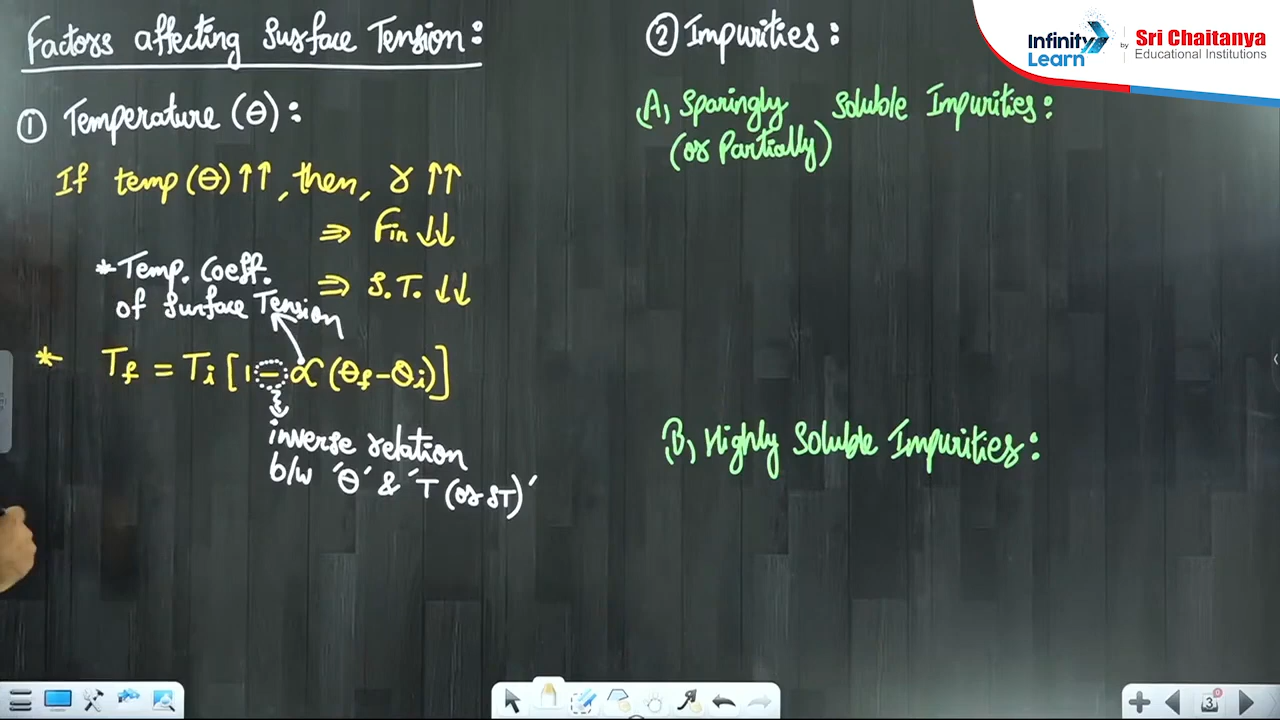 Factors affecting Surface Tension:
① Temperature (θ):
If temp (θ) ↑↑, then, r ↑↑
⇒ Fin ↓↓
* Temp. Coeff. ⇒ S.T. ↓↓
of Surface Tension
* Tf = Ti [1 - α (θf - θi)]
inverse relation
b/w 'θ' & 'T (or ST)'
② Impurities:
A, Sparingly Soluble Impurities:
(or Partially)
B, Highly Soluble Impurities:
Infinity Learn by Sri Chaitanya
Educational Institutions
3